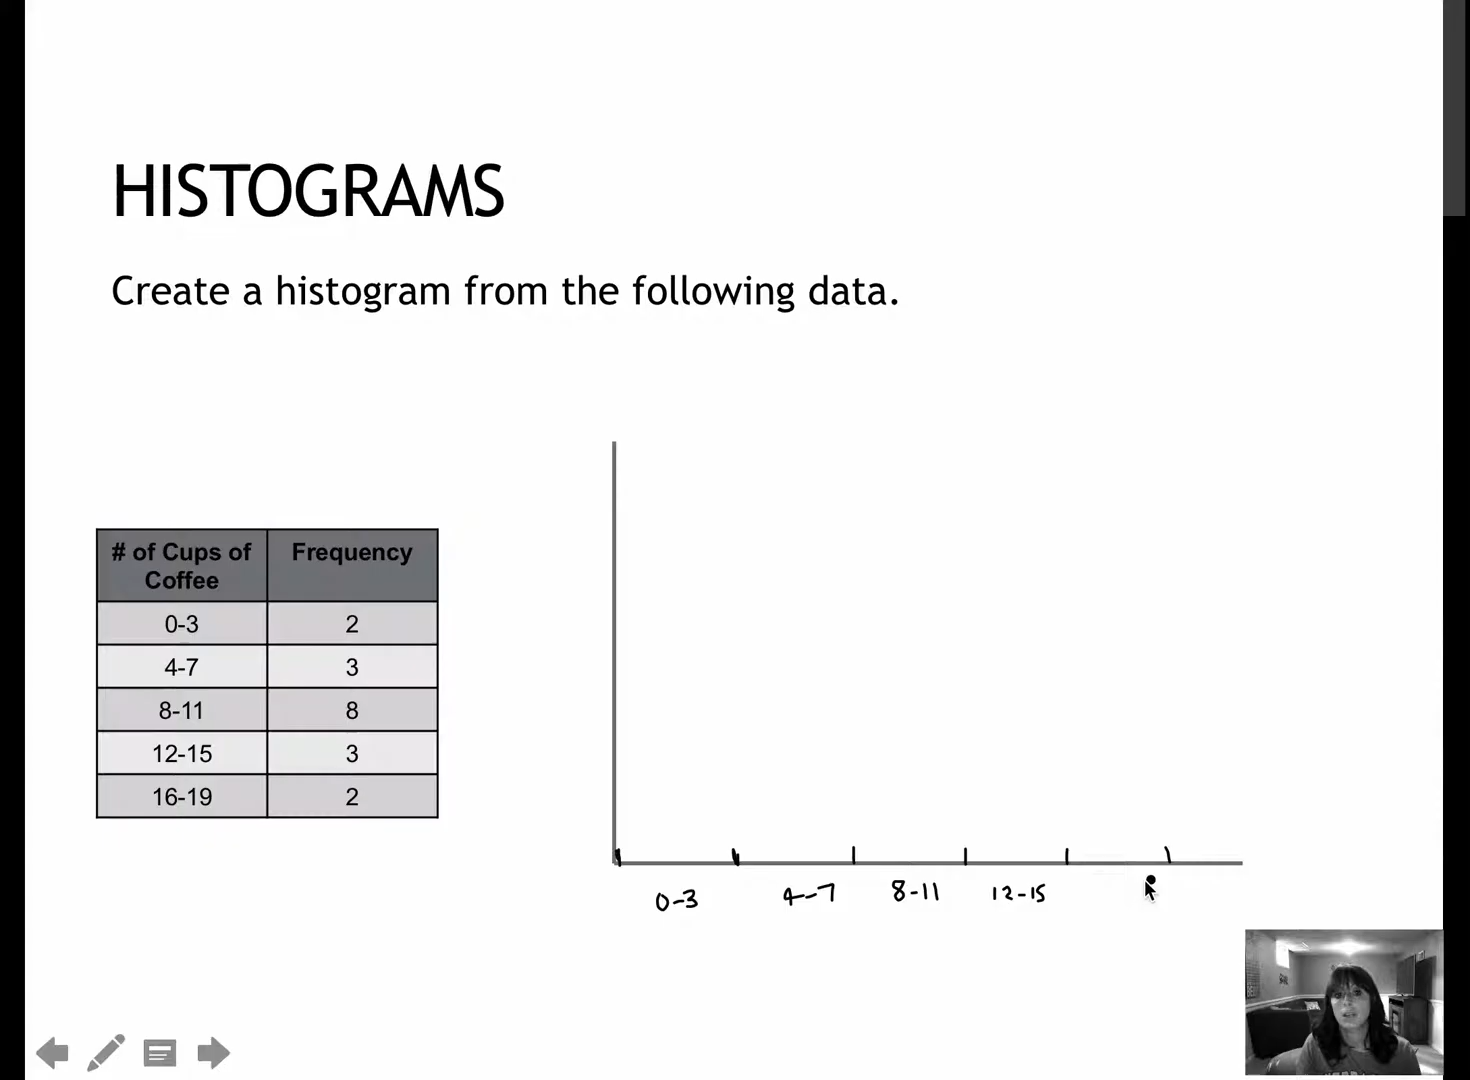 HISTOGRAMS
Create a histogram from the following data.
# of Cups of Coffee Frequency
0-3 2
4-7 3
8-11 8
12-15 3
16-19 2
0-3 4-7 8-11 12-15